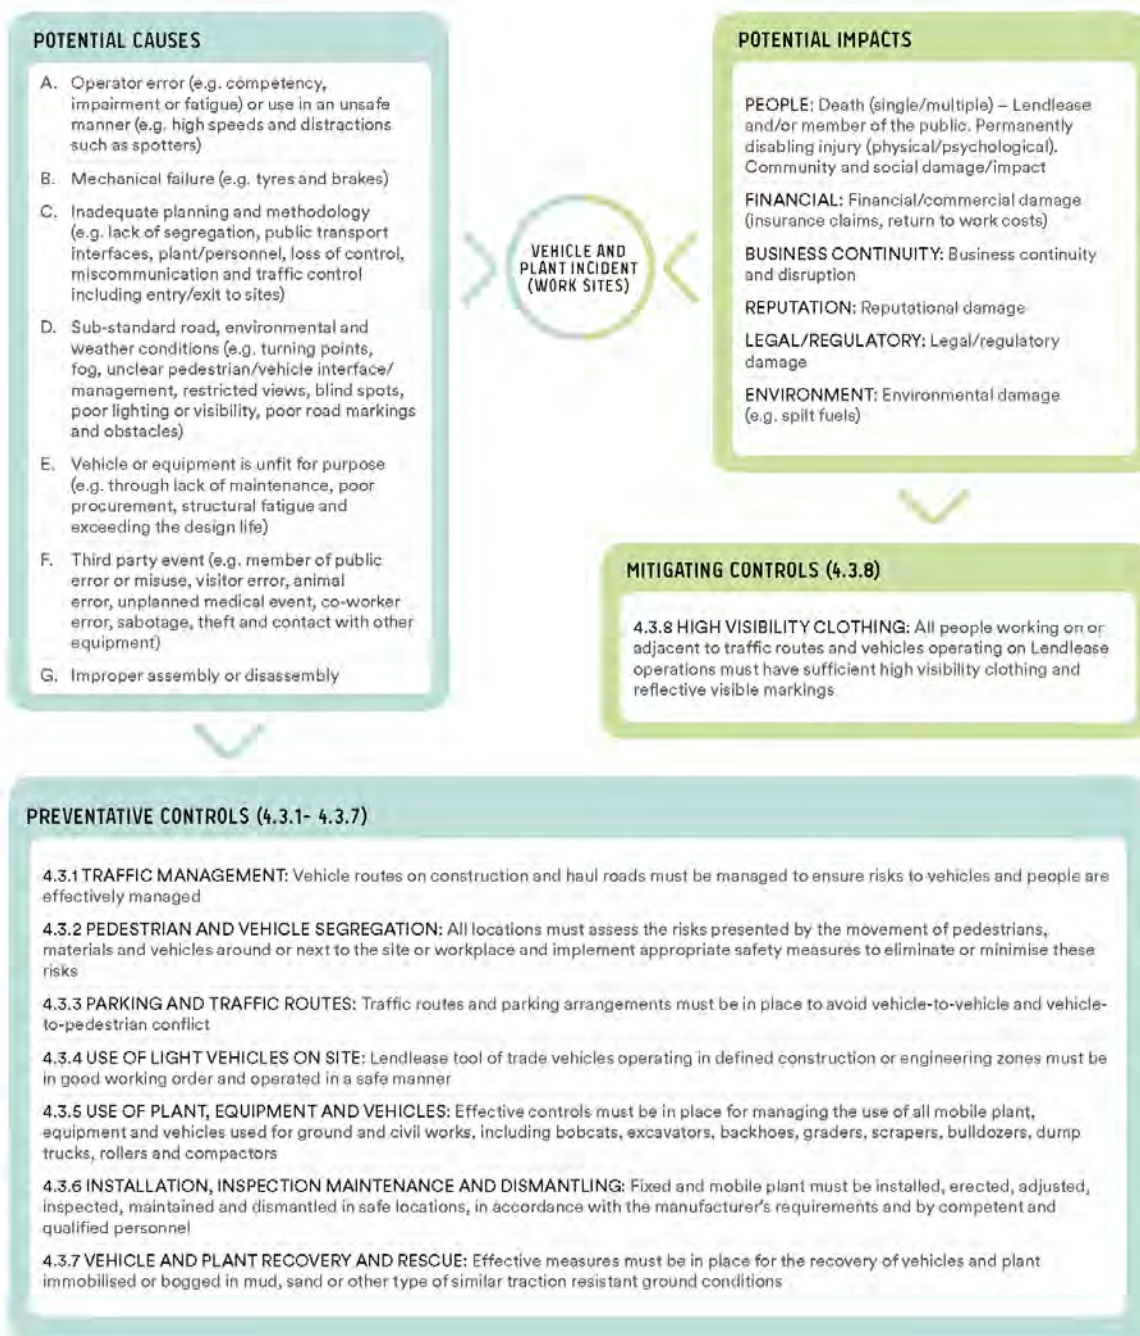 POTENTIAL CAUSES
A. Operator error (e.g. competency,
impairment or fatigue) or use in an unsafe
manner (e.g. high speeds and distractions
such as spotters)
B. Mechanical failure (e.g. tyres and brakes)
C. Inadequate planning and methodology
(e.g. lack of segregation, public transport
interfaces, plant/personnel, loss of control,
miscommunication and traffic control
including entry/exit to sites)
D. Sub-standard road, environmental and
weather conditions (e.g. turning points,
fog, unclear pedestrian/vehicle interface/
management, restricted views, blind spots,
poor lighting or visibility, poor road markings
and obstacles)
E. Vehicle or equipment is unfit for purpose
(e.g. through lack of maintenance, poor
procurement, structural fatigue and
exceeding the design life)
F. Third party event (e.g. member of public
error or misuse, visitor error, animal
error, unplanned medical event, co-worker
error, sabotage, theft and contact with other
equipment)
G. Improper assembly or disassembly
VEHICLE AND
PLANT INCIDENT
(WORK SITES)
POTENTIAL IMPACTS
PEOPLE: Death (single/multiple) – Lendlease
and/or member of the public. Permanently
disabling injury (physical/psychological).
Community and social damage/impact
FINANCIAL: Financial/commercial damage
(insurance claims, return to work costs)
BUSINESS CONTINUITY: Business continuity
and disruption
REPUTATION: Reputational damage
LEGAL/REGULATORY: Legal/regulatory
damage
ENVIRONMENT: Environmental damage
(e.g. spilt fuels)
MITIGATING CONTROLS (4.3.8)
4.3.8 HIGH VISIBILITY CLOTHING: All people working on or
adjacent to traffic routes and vehicles operating on Lendlease
operations must have sufficient high visibility clothing and
reflective visible markings
PREVENTATIVE CONTROLS (4.3.1- 4.3.7)
4.3.1 TRAFFIC MANAGEMENT: Vehicle routes on construction and haul roads must be managed to ensure risks to vehicles and people are
effectively managed
4.3.2 PEDESTRIAN AND VEHICLE SEGREGATION: All locations must assess the risks presented by the movement of pedestrians,
materials and vehicles around or next to the site or workplace and implement appropriate safety measures to eliminate or minimise these
risks
4.3.3 PARKING AND TRAFFIC ROUTES: Traffic routes and parking arrangements must be in place to avoid vehicle-to-vehicle and vehicle-
to-pedestrian conflict
4.3.4 USE OF LIGHT VEHICLES ON SITE: Lendlease tool of trade vehicles operating in defined construction or engineering zones must be
in good working order and operated in a safe manner
4.3.5 USE OF PLANT, EQUIPMENT AND VEHICLES: Effective controls must be in place for managing the use of all mobile plant,
equipment and vehicles used for ground and civil works, including bobcats, excavators, backhoes, graders, scrapers, bulldozers, dump
trucks, rollers and compactors
4.3.6 INSTALLATION, INSPECTION MAINTENANCE AND DISMANTLING: Fixed and mobile plant must be installed, erected, adjusted,
inspected, maintained and dismantled in safe locations, in accordance with the manufacturer's requirements and by competent and
qualified personnel
4.3.7 VEHICLE AND PLANT RECOVERY AND RESCUE: Effective measures must be in place for the recovery of vehicles and plant
immobilised or bogged in mud, sand or other type of similar traction resistant ground conditions